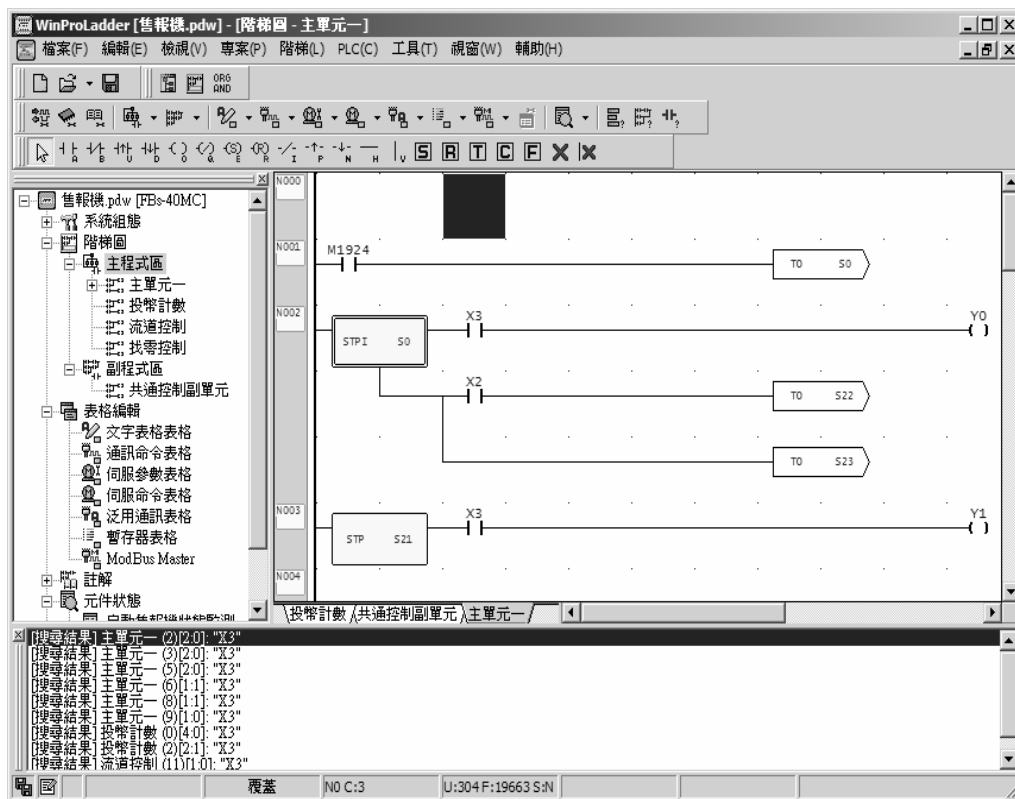 WinProLadder [售報機.pdw] - [階梯圖 - 主單元一]
檔案(F) 編輯(E) 檢視(V) 專案(P) 階梯(L) PLC(C) 工具(T) 視窗(W) 輔助(H)
ORG
AND
A B U D S R I P N H V S R T C F
售報機.pdw [FBs-40MC]
系統組態
階梯圖
主程式區
主單元一
投幣計數
流道控制
找零控制
副程式區
共通控制副單元
表格編輯
文字表格表格
通訊命令表格
伺服參數表格
伺服命令表格
泛用通訊表格
暫存器表格
ModBus Master
註解
元件狀態
自動售報機狀態監測
N000
N001
M1924
TO S0
N002
X3
Y0
STPI S0
X2
TO S22
TO S23
N003
X3
Y1
STP S21
N004
投幣計數 共通控制副單元 主單元一
[搜尋結果] 主單元一 (2)[2:0]: "X3"
[搜尋結果] 主單元一 (3)[2:0]: "X3"
[搜尋結果] 主單元一 (5)[2:0]: "X3"
[搜尋結果] 主單元一 (6)[1:1]: "X3"
[搜尋結果] 主單元一 (8)[1:1]: "X3"
[搜尋結果] 主單元一 (9)[1:0]: "X3"
[搜尋結果] 投幣計數 (0)[4:0]: "X3"
[搜尋結果] 投幣計數 (2)[2:1]: "X3"
[搜尋結果] 流道控制 (11)[1:0]: "X3"
覆蓋 N0 C:3 U:304 F:19663 S:N